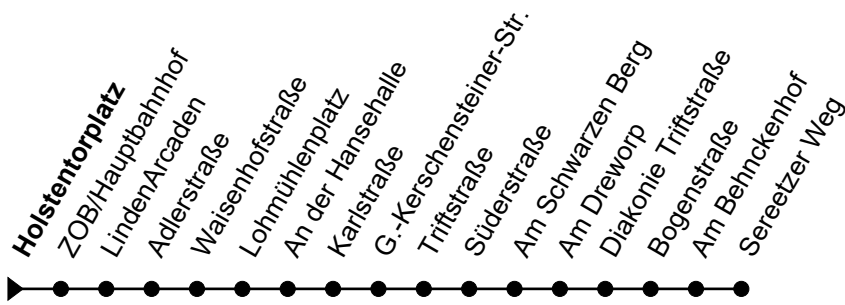 Holstentorplatz
ZOB/Hauptbahnhof
LindenArcaden
Adlerstraße
Waisenhofstraße
Lohmühlenplatz
An der Hansehalle
Karlstraße
G.-Kerschensteiner-Str.
Triftstraße
Süderstraße
Am Schwarzen Berg
Am Dreworp
Diakonie Triftstraße
Bogenstraße
Am Behnckenhof
Sereetzer Weg